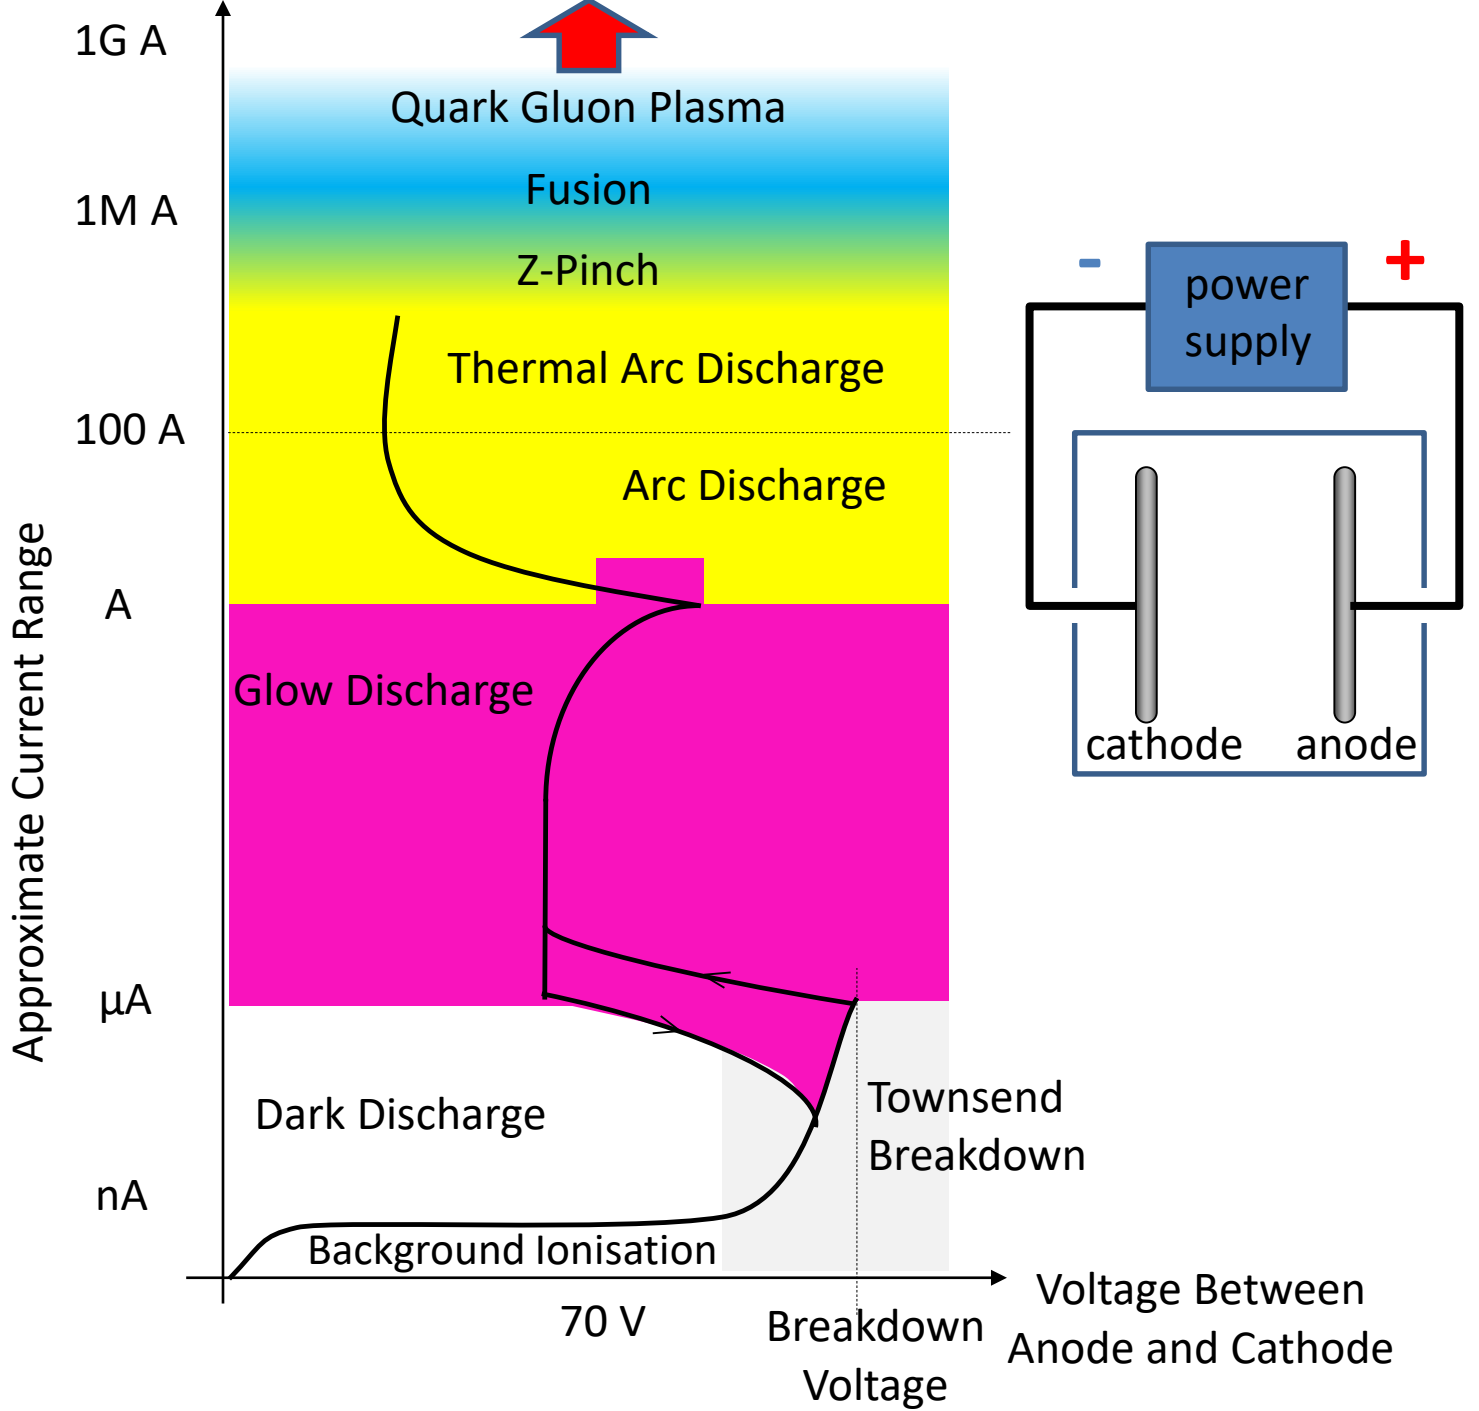 1G A
Quark Gluon Plasma
Fusion
1M A
Z-Pinch
Thermal Arc Discharge
100 A
Arc Discharge
A
Glow Discharge
µA
Dark Discharge
Townsend
Breakdown
nA
Background Ionisation
70 V
Breakdown
Voltage
Voltage Between
Anode and Cathode
Approximate Current Range
-
+
power
supply
cathode
anode